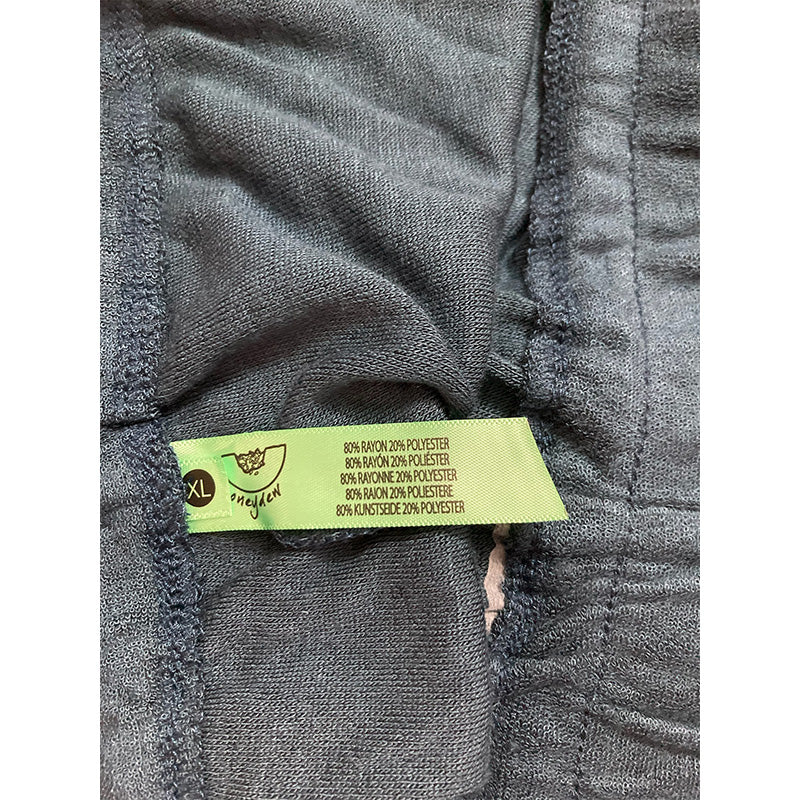 XL
oneydew
80% RAYON 20% POLYESTER
80% RAYÓN 20% POLIÉSTER
80% RAYONNE 20% POLYESTER
80% RAION 20% POLIESTERE
80% KUNSTSEIDE 20% POLYESTER